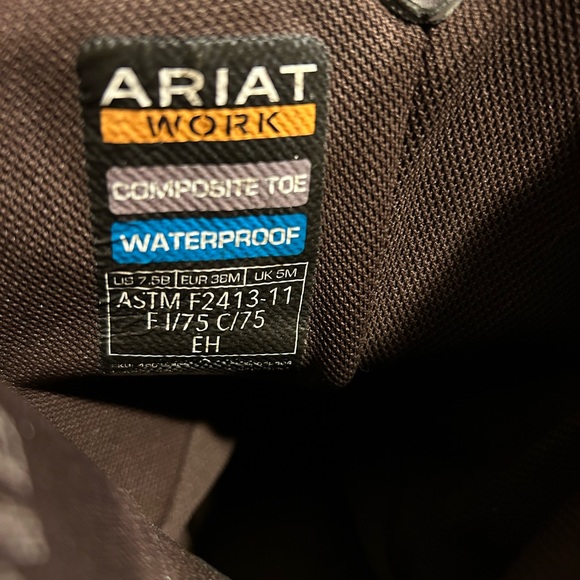 ARIAT
WORK
COMPOSITE TOE
WATERPROOF
US 7.5B EUR 38M UK 5M
ASTM F2413-11
F I/75 C/75
EH